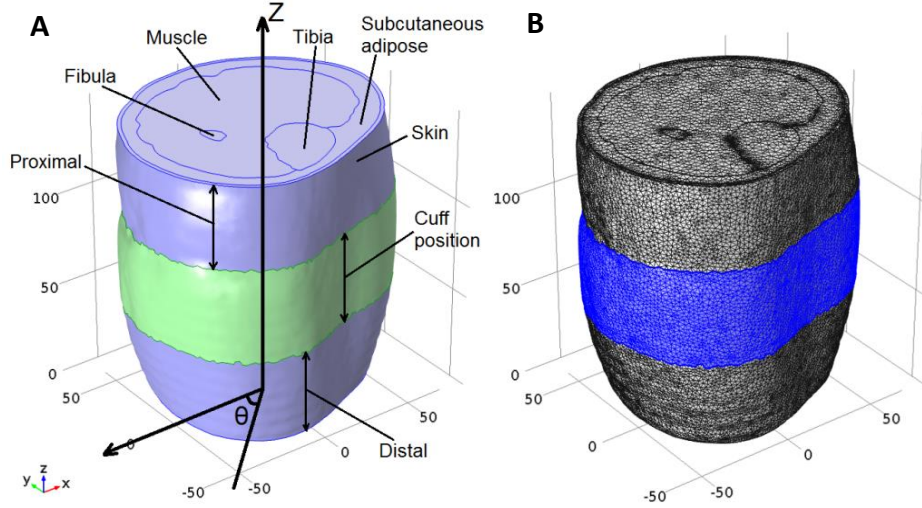 A
Z
B
Muscle
Tibia
Subcutaneous
adipose
Fibula
Skin
Proximal
Cuff
position
Distal
θ
100
50
0
50
0
-50
-50
0
50
z
y
x
100
50
0
50
0
-50
-50
0
50